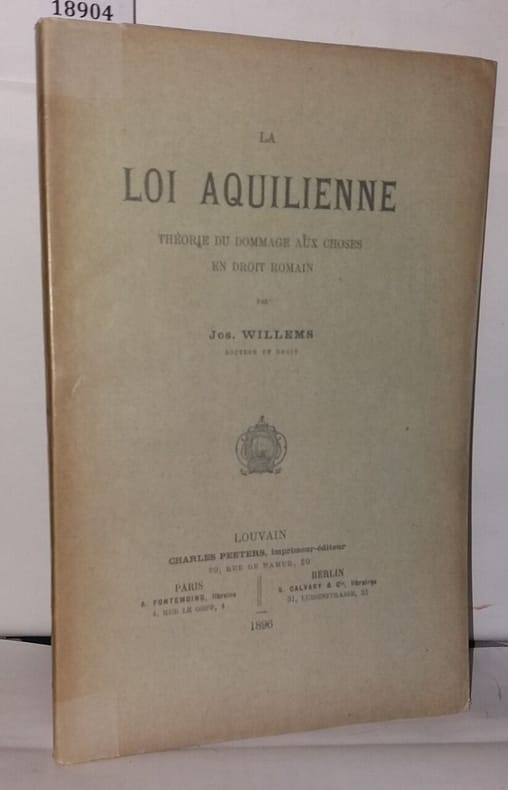 18904
LA
LOI AQUILIENNE
THÉORIE DU DOMMAGE AUX CHOSES
EN DROIT ROMAIN
PAR
Jos. WILLEMS
DOCTEUR EN DROIT
LOUVAIN
CHARLES PEETERS, imprimeur-éditeur
20, RUE DE NAMUR, 20
PARIS
A. FONTEMOING, libraire
4, RUE LE GOFF, 4
BERLIN
S. CALVARY & Cie, libraires
31, LUISENSTRASSE, 31
1896